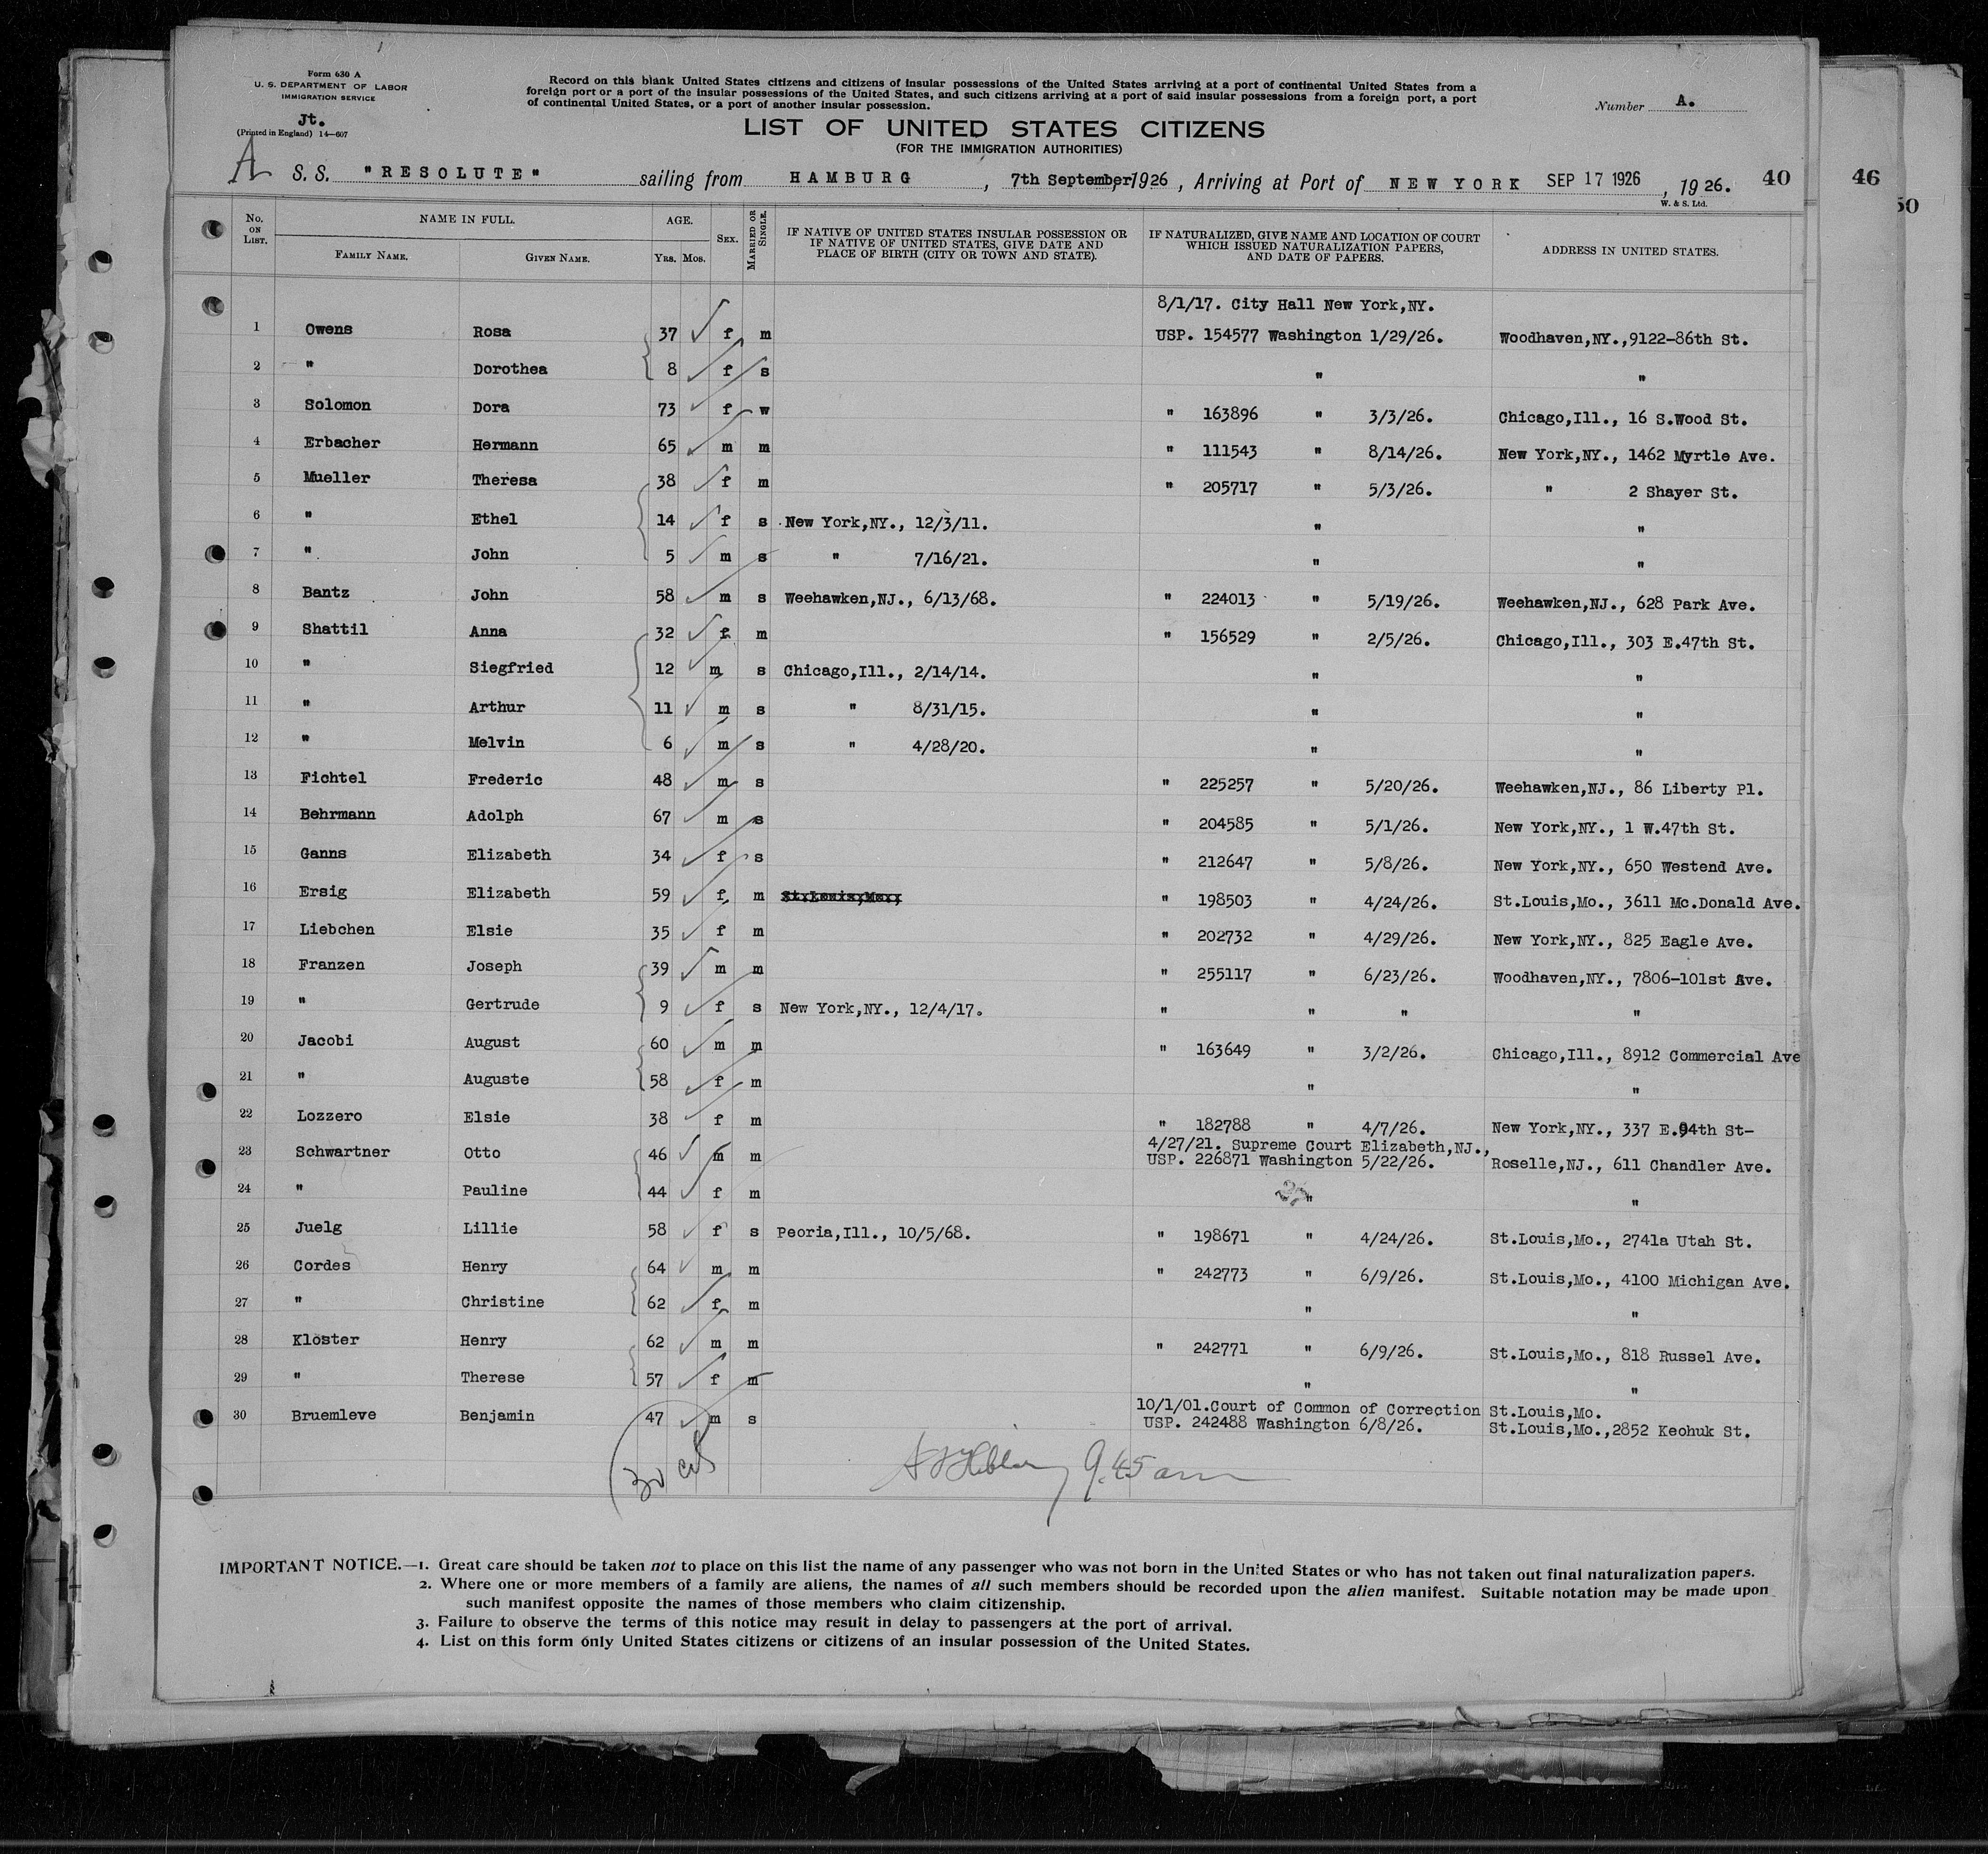 Form 630 A
U. S. DEPARTMENT OF LABOR
IMMIGRATION SERVICE
Jt.
(Printed in England) 14—607
Record on this blank United States citizens and citizens of insular possessions of the United States arriving at a port of continental United States from a
foreign port or a port of the insular possessions of the United States, and such citizens arriving at a port of said insular possessions from a foreign port, a port
of continental United States, or a port of another insular possession.
Number A.
LIST OF UNITED STATES CITIZENS
(FOR THE IMMIGRATION AUTHORITIES)
A S. S. "RESOLUTE" sailing from HAMBURG, 7th September, 1926, Arriving at Port of NEW YORK SEP 17 1926, 1926. 40 46 50
W. & S. Ltd.
No. ON LIST. NAME IN FULL. FAMILY NAME. GIVEN NAME. AGE. YRS. MOS. SEX. MARRIED OR SINGLE. IF NATIVE OF UNITED STATES INSULAR POSSESSION OR IF NATIVE OF UNITED STATES, GIVE DATE AND PLACE OF BIRTH (CITY OR TOWN AND STATE). IF NATURALIZED, GIVE NAME AND LOCATION OF COURT WHICH ISSUED NATURALIZATION PAPERS, AND DATE OF PAPERS. ADDRESS IN UNITED STATES.
8/1/17. City Hall New York,NY.
1 Owens Rosa 37 f m USP. 154577 Washington 1/29/26. Woodhaven,NY.,9122-86th St.
2 " Dorothea 8 f s " "
3 Solomon Dora 73 f w " 163896 " 3/3/26. Chicago,Ill., 16 S.Wood St.
4 Erbacher Hermann 65 m m " 111543 " 8/14/26. New York,NY., 1462 Myrtle Ave.
5 Mueller Theresa 38 f m " 205717 " 5/3/26. " 2 Shayer St.
6 " Ethel 14 f s New York,NY., 12/3/11. " "
7 " John 5 m s " 7/16/21. " "
8 Bantz John 58 m s Weehawken,NJ., 6/13/68. " 224013 " 5/19/26. Weehawken,NJ., 628 Park Ave.
9 Shattil Anna 32 f m " 156529 " 2/5/26. Chicago,Ill., 303 E.47th St.
10 " Siegfried 12 m s Chicago,Ill., 2/14/14. " "
11 " Arthur 11 m s " 8/31/15. " "
12 " Melvin 6 m s " 4/28/20. " "
13 Fichtel Frederic 48 m s " 225257 " 5/20/26. Weehawken,NJ., 86 Liberty Pl.
14 Behrmann Adolph 67 m s " 204585 " 5/1/26. New York,NY., 1 W.47th St.
15 Ganns Elizabeth 34 f s " 212647 " 5/8/26. New York,NY., 650 Westend Ave.
16 Ersig Elizabeth 59 f m St.Louis,Mo., " 198503 " 4/24/26. St.Louis,Mo., 3611 Mc.Donald Ave.
17 Liebchen Elsie 35 f m " 202732 " 4/29/26. New York,NY., 825 Eagle Ave.
18 Franzen Joseph 39 m m " 255117 " 6/23/26. Woodhaven,NY., 7806-101st Ave.
19 " Gertrude 9 f s New York,NY., 12/4/17. " " " "
20 Jacobi August 60 m m " 163649 " 3/2/26. Chicago,Ill., 8912 Commercial Ave
21 " Auguste 58 f m " "
22 Lozzero Elsie 38 f m " 182788 " 4/7/26. New York,NY., 337 E.94th St-
4/27/21. Supreme Court Elizabeth,NJ.,
23 Schwartner Otto 46 m m USP. 226871 Washington 5/22/26. Roselle,NJ., 611 Chandler Ave.
24 " Pauline 44 f m " "
25 Juelg Lillie 58 f s Peoria,Ill., 10/5/68. " 198671 " 4/24/26. St.Louis,Mo., 2741a Utah St.
26 Cordes Henry 64 m m " 242773 " 6/9/26. St.Louis,Mo., 4100 Michigan Ave.
27 " Christine 62 f m " "
28 Kloster Henry 62 m m " 242771 " 6/9/26. St.Louis,Mo., 818 Russel Ave.
29 " Therese 57 f m " "
10/1/01.Court of Common of Correction St.Louis,Mo.
30 Bruemleve Benjamin 47 m s USP. 242488 Washington 6/8/26. St.Louis,Mo.,2852 Keohuk St.
30 9.45 am
IMPORTANT NOTICE.—1. Great care should be taken not to place on this list the name of any passenger who was not born in the United States or who has not taken out final naturalization papers.
2. Where one or more members of a family are aliens, the names of all such members should be recorded upon the alien manifest. Suitable notation may be made upon
such manifest opposite the names of those members who claim citizenship.
3. Failure to observe the terms of this notice may result in delay to passengers at the port of arrival.
4. List on this form only United States citizens or citizens of an insular possession of the United States.